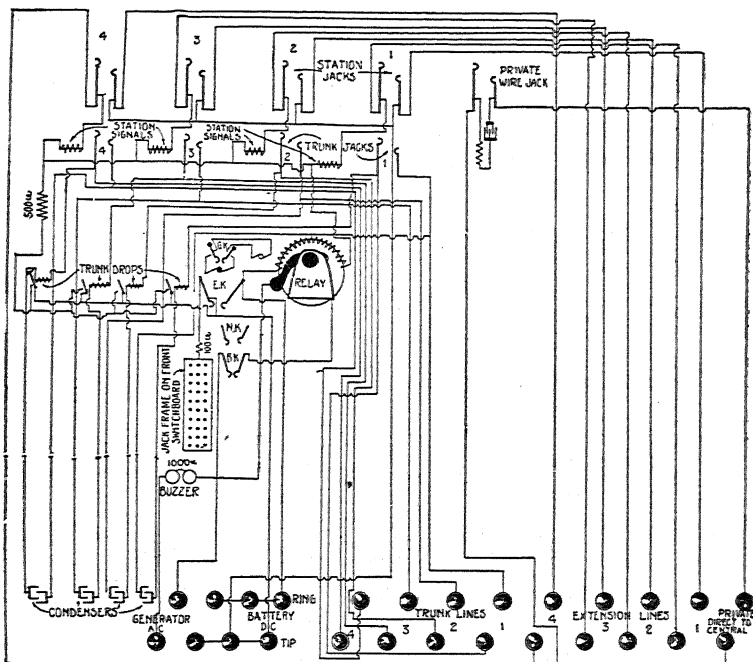 4
3
2
1
STATION
JACKS
PRIVATE
WIRE JACK
STATION
SIGNALS
STATION
SIGNALS
TRUNK JACKS
4
3
2
1
500ω
TRUNK DROPS
G.K
E.K
RELAY
N.K
B.K
100ω
JACK FRAME ON FRONT
SWITCHBOARD
1000ω
BUZZER
CONDENSERS
GENERATOR
A/C
BATTERY
D/C
RING
TIP
TRUNK LINES
4
3
2
1
EXTENSION LINES
4
3
2
1
PRIVATE
DIRECT TO
CENTRAL